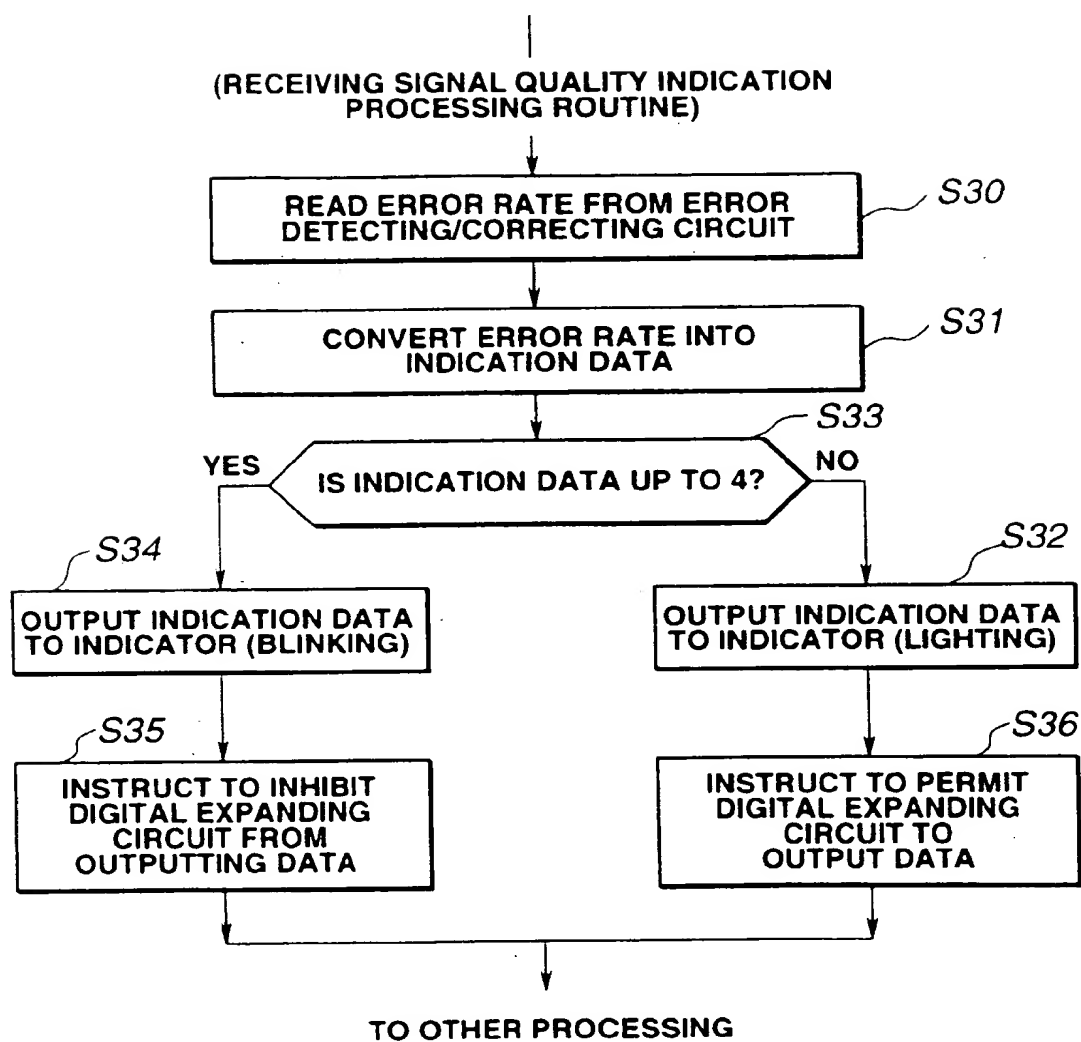 (RECEIVING SIGNAL QUALITY INDICATION
PROCESSING ROUTINE)
READ ERROR RATE FROM ERROR
DETECTING/CORRECTING CIRCUIT
S30
CONVERT ERROR RATE INTO
INDICATION DATA
S31
S33
YES
IS INDICATION DATA UP TO 4?
NO
S34
OUTPUT INDICATION DATA
TO INDICATOR (BLINKING)
S32
OUTPUT INDICATION DATA
TO INDICATOR (LIGHTING)
S35
INSTRUCT TO INHIBIT
DIGITAL EXPANDING
CIRCUIT FROM
OUTPUTTING DATA
S36
INSTRUCT TO PERMIT
DIGITAL EXPANDING
CIRCUIT TO
OUTPUT DATA
TO OTHER PROCESSING